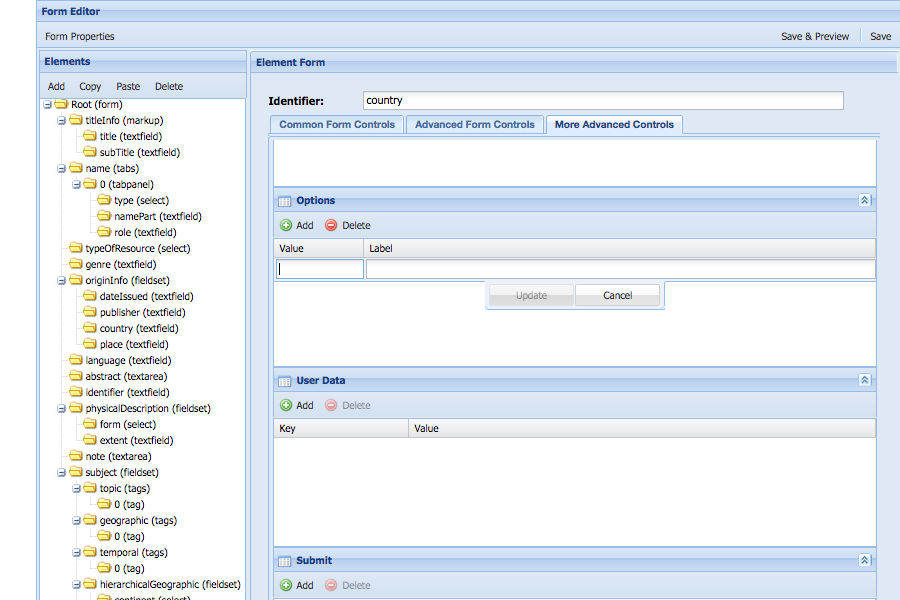 Form Editor
Form Properties Save & Preview Save
Elements
Add Copy Paste Delete
Root (form)
titleInfo (markup)
title (textfield)
subTitle (textfield)
name (tabs)
0 (tabpanel)
type (select)
namePart (textfield)
role (textfield)
typeOfResource (select)
genre (textfield)
originInfo (fieldset)
dateIssued (textfield)
publisher (textfield)
country (textfield)
place (textfield)
language (textfield)
abstract (textarea)
identifier (textfield)
physicalDescription (fieldset)
form (select)
extent (textfield)
note (textarea)
subject (fieldset)
topic (tags)
0 (tag)
geographic (tags)
0 (tag)
temporal (tags)
0 (tag)
hierarchicalGeographic (fieldset)
continent (select)
Element Form
Identifier: country
Common Form Controls Advanced Form Controls More Advanced Controls
Options
Add Delete
Value Label
Update Cancel
User Data
Add Delete
Key Value
Submit
Add Delete